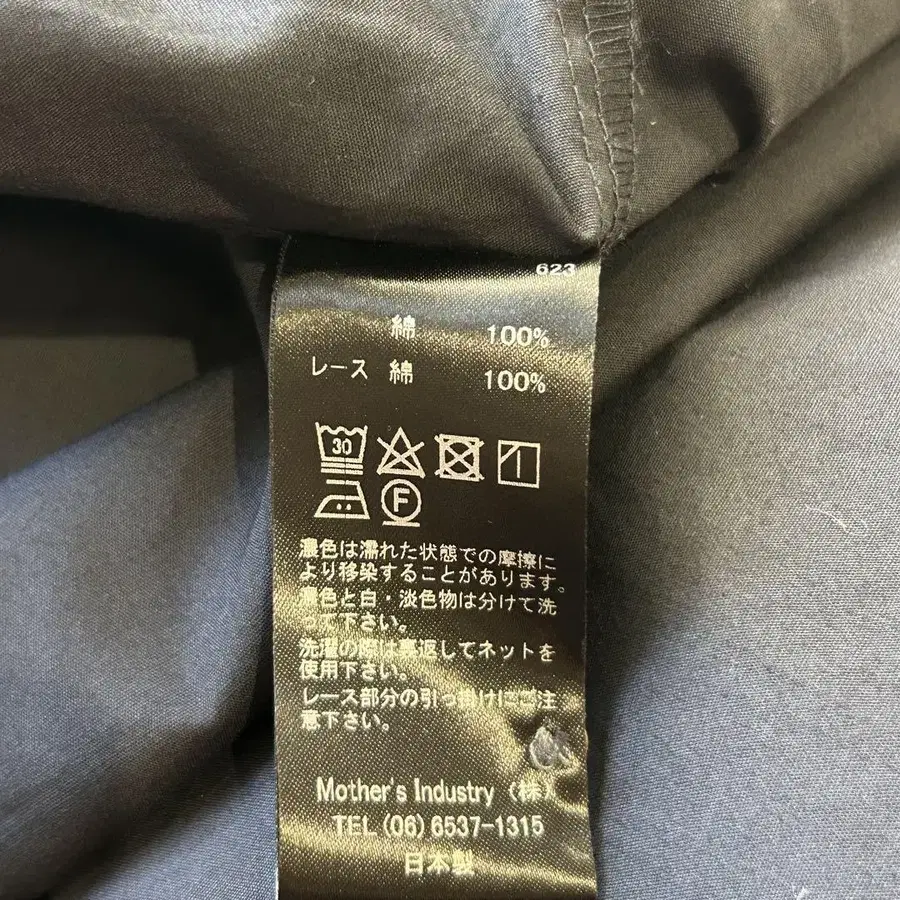 623
綿 100%
レース 綿 100%
30
F
濃色は濡れた状態での摩擦に
より移染することがあります。
濃色と白・淡色物は分けて洗
って下さい。
洗濯の際は裏返してネットを
使用下さい。
レース部分の引っ掛けにご注
意下さい。
Mother's Industry (株)
TEL (06) 6537-1315
日本製